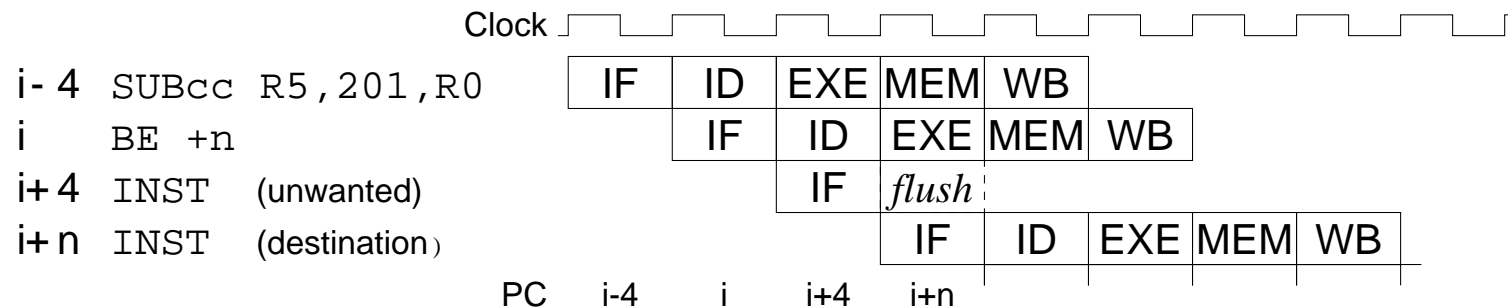 Clock
i-4 SUBcc R5,201,R0 IF ID EXE MEM WB
i BE +n IF ID EXE MEM WB
i+4 INST (unwanted) IF flush
i+n INST (destination) IF ID EXE MEM WB
PC i-4 i i+4 i+n